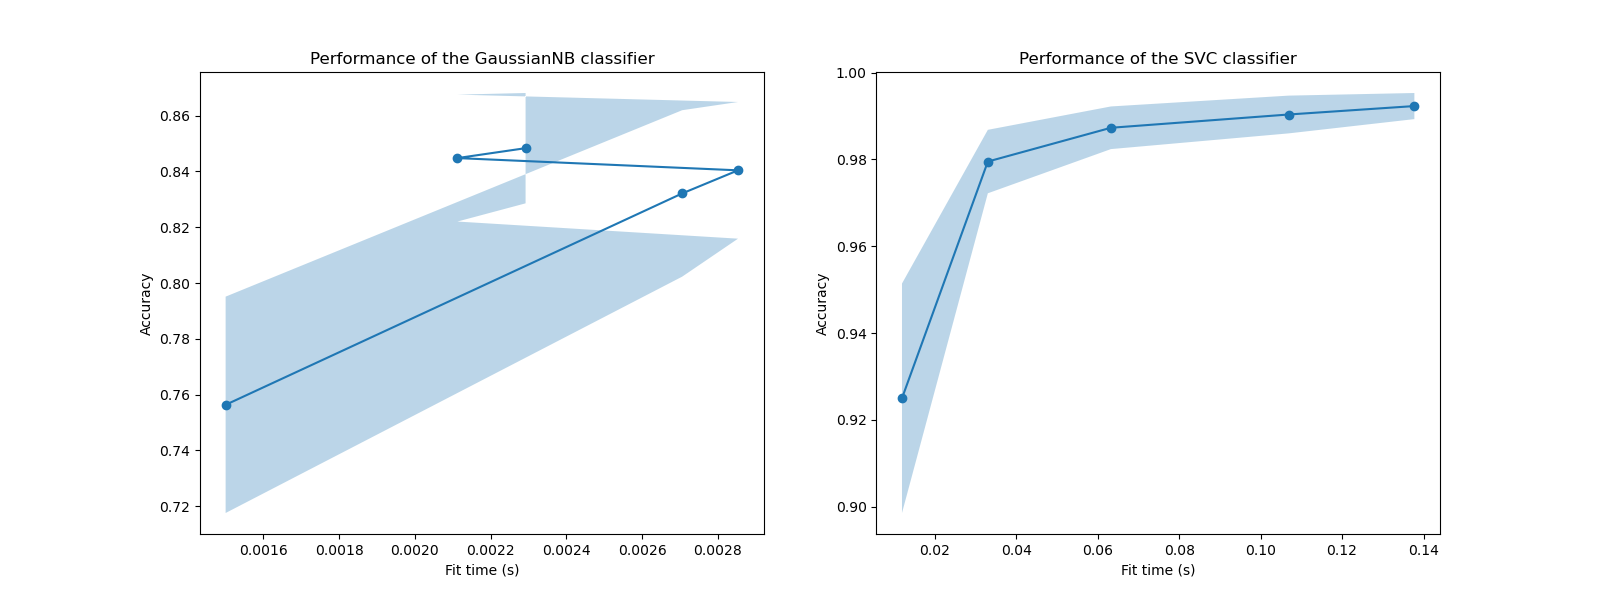 Performance of the GaussianNB classifier
0.86
0.84
0.82
0.80
0.78
0.76
0.74
0.72
Accuracy
0.0016 0.0018 0.0020 0.0022 0.0024 0.0026 0.0028
Fit time (s)
Performance of the SVC classifier
1.00
0.98
0.96
0.94
0.92
0.90
Accuracy
0.02 0.04 0.06 0.08 0.10 0.12 0.14
Fit time (s)